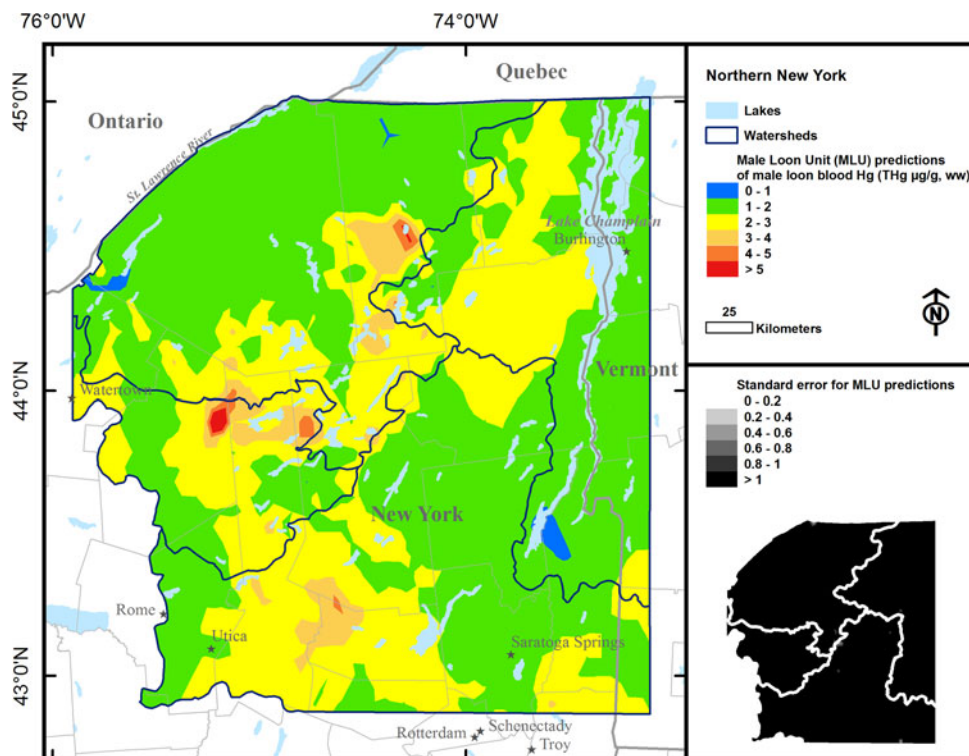 76°0'W
74°0'W
45°0'N
44°0'N
43°0'N
Quebec
Ontario
St. Lawrence River
Lake Champlain
Burlington
Vermont
Watertown
New York
Rome
Utica
Saratoga Springs
Schenectady
Rotterdam
Troy
Northern New York
Lakes
Watersheds
Male Loon Unit (MLU) predictions
of male loon blood Hg (THg µg/g, ww)
0 - 1
1 - 2
2 - 3
3 - 4
4 - 5
> 5
25
Kilometers
N
Standard error for MLU predictions
0 - 0.2
0.2 - 0.4
0.4 - 0.6
0.6 - 0.8
0.8 - 1
> 1